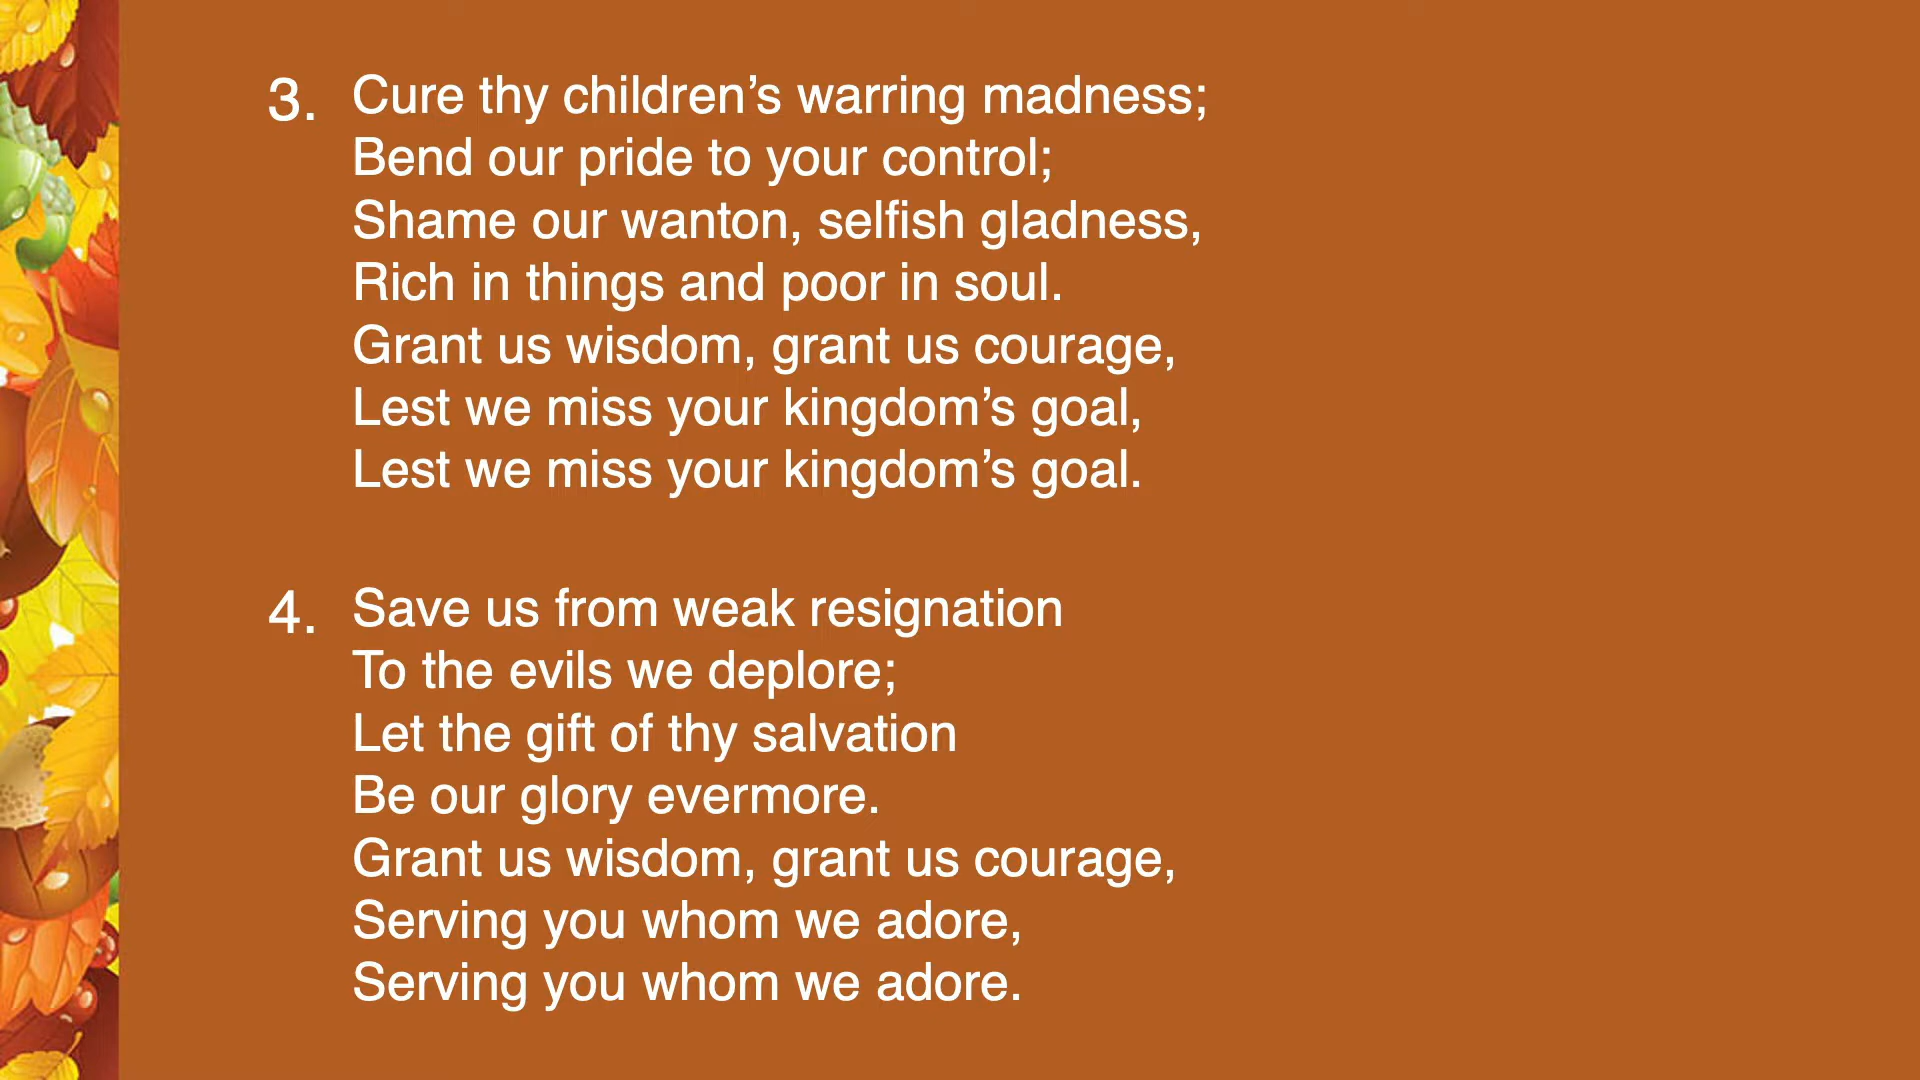 3. Cure thy children’s warring madness;
Bend our pride to your control;
Shame our wanton, selfish gladness,
Rich in things and poor in soul.
Grant us wisdom, grant us courage,
Lest we miss your kingdom’s goal,
Lest we miss your kingdom’s goal.
4. Save us from weak resignation
To the evils we deplore;
Let the gift of thy salvation
Be our glory evermore.
Grant us wisdom, grant us courage,
Serving you whom we adore,
Serving you whom we adore.